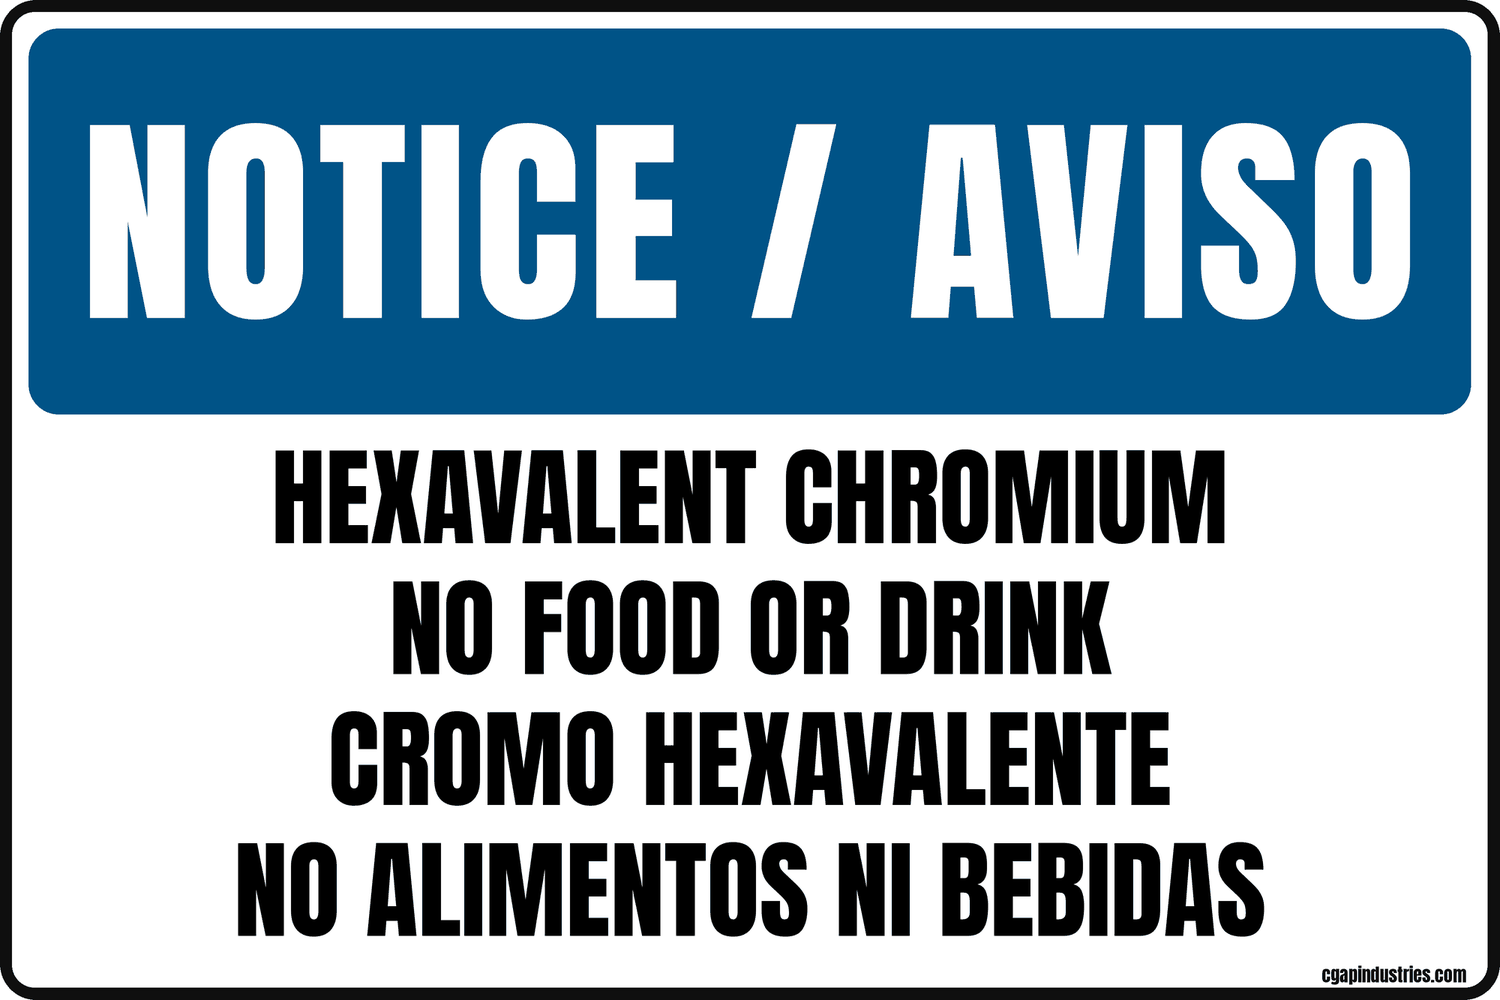 NOTICE / AVISO
HEXAVALENT CHROMIUM
NO FOOD OR DRINK
CROMO HEXAVALENTE
NO ALIMENTOS NI BEBIDAS
cgapindustries.com